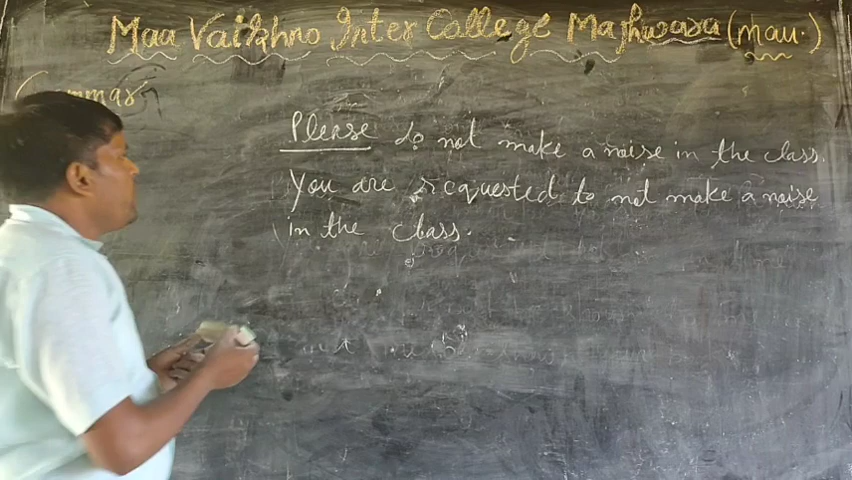 Maa Vaishno Inter College Majhwara (mau.)
Grammar
Please do not make a noise in the class.
You are requested to not make a noise
in the class.